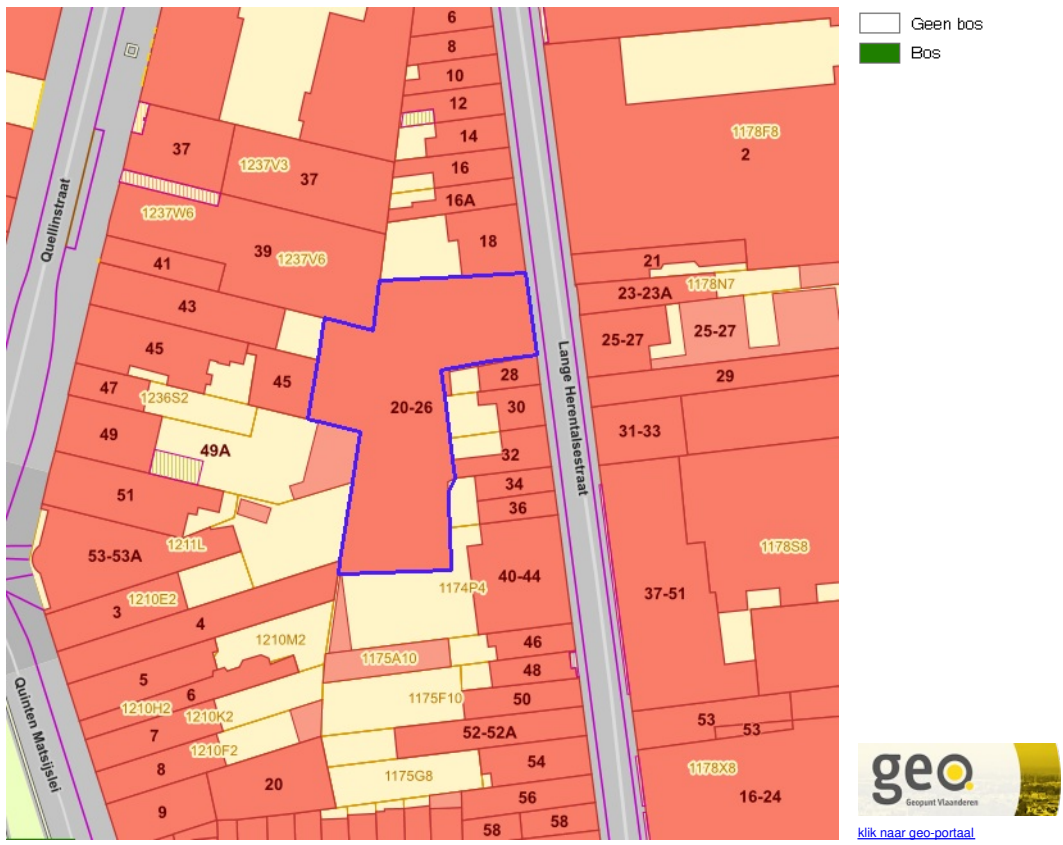 6
8
10
12
14
16
16A
18
37
1237V3
37
1237W6
39
1237V6
41
43
45
45
47
1236S2
49
49A
51
1211L
53-53A
1210E2
3
4
1210M2
5
6
1210H2
1210K2
7
1210F2
8
9
20
20-26
28
30
32
34
36
40-44
1174P4
46
1175A10
48
1175F10
50
52-52A
54
1175G8
56
58
58
1178F8
2
21
1178N7
23-23A
25-27
25-27
29
31-33
1178S8
37-51
53
53
1178X8
16-24
Quellinstraat
Lange Herentalsestraat
Quinten Matsijslei
Geen bos
Bos
geo
Geopunt Vlaanderen
klik naar geo-portaal